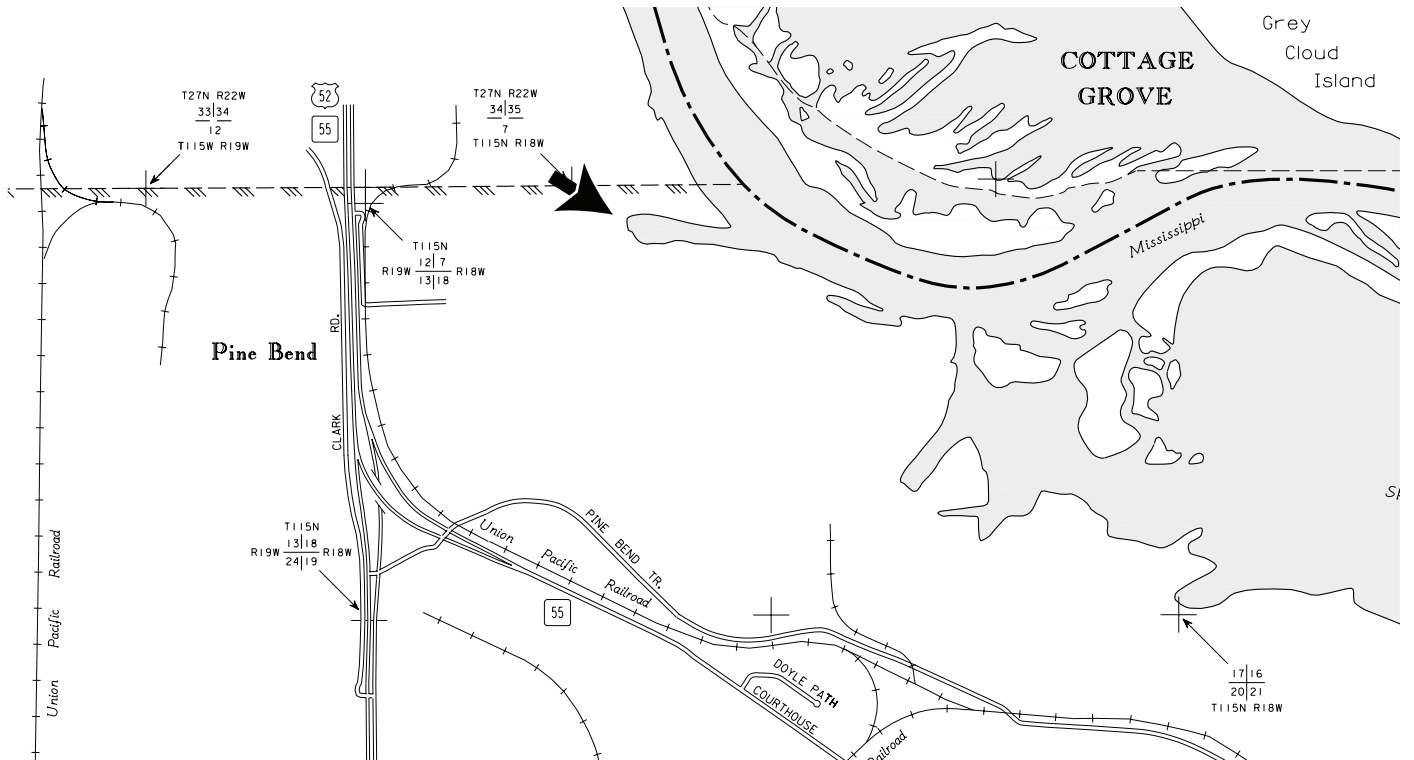 Grey
Cloud
Island
COTTAGE
GROVE
52
55
T27N R22W
33|34
12
T115W R19W
T27N R22W
34|35
7
T115N R18W
Mississippi
T115N
12|7
R19W R18W
13|18
RD.
CLARK
Pine Bend
T115N
13|18
R19W R18W
24|19
Union Pacific Railroad
Union Pacific Railroad
PINE BEND TR.
55
DOYLE PATH
COURTHOUSE
Railroad
17|16
20|21
T115N R18W